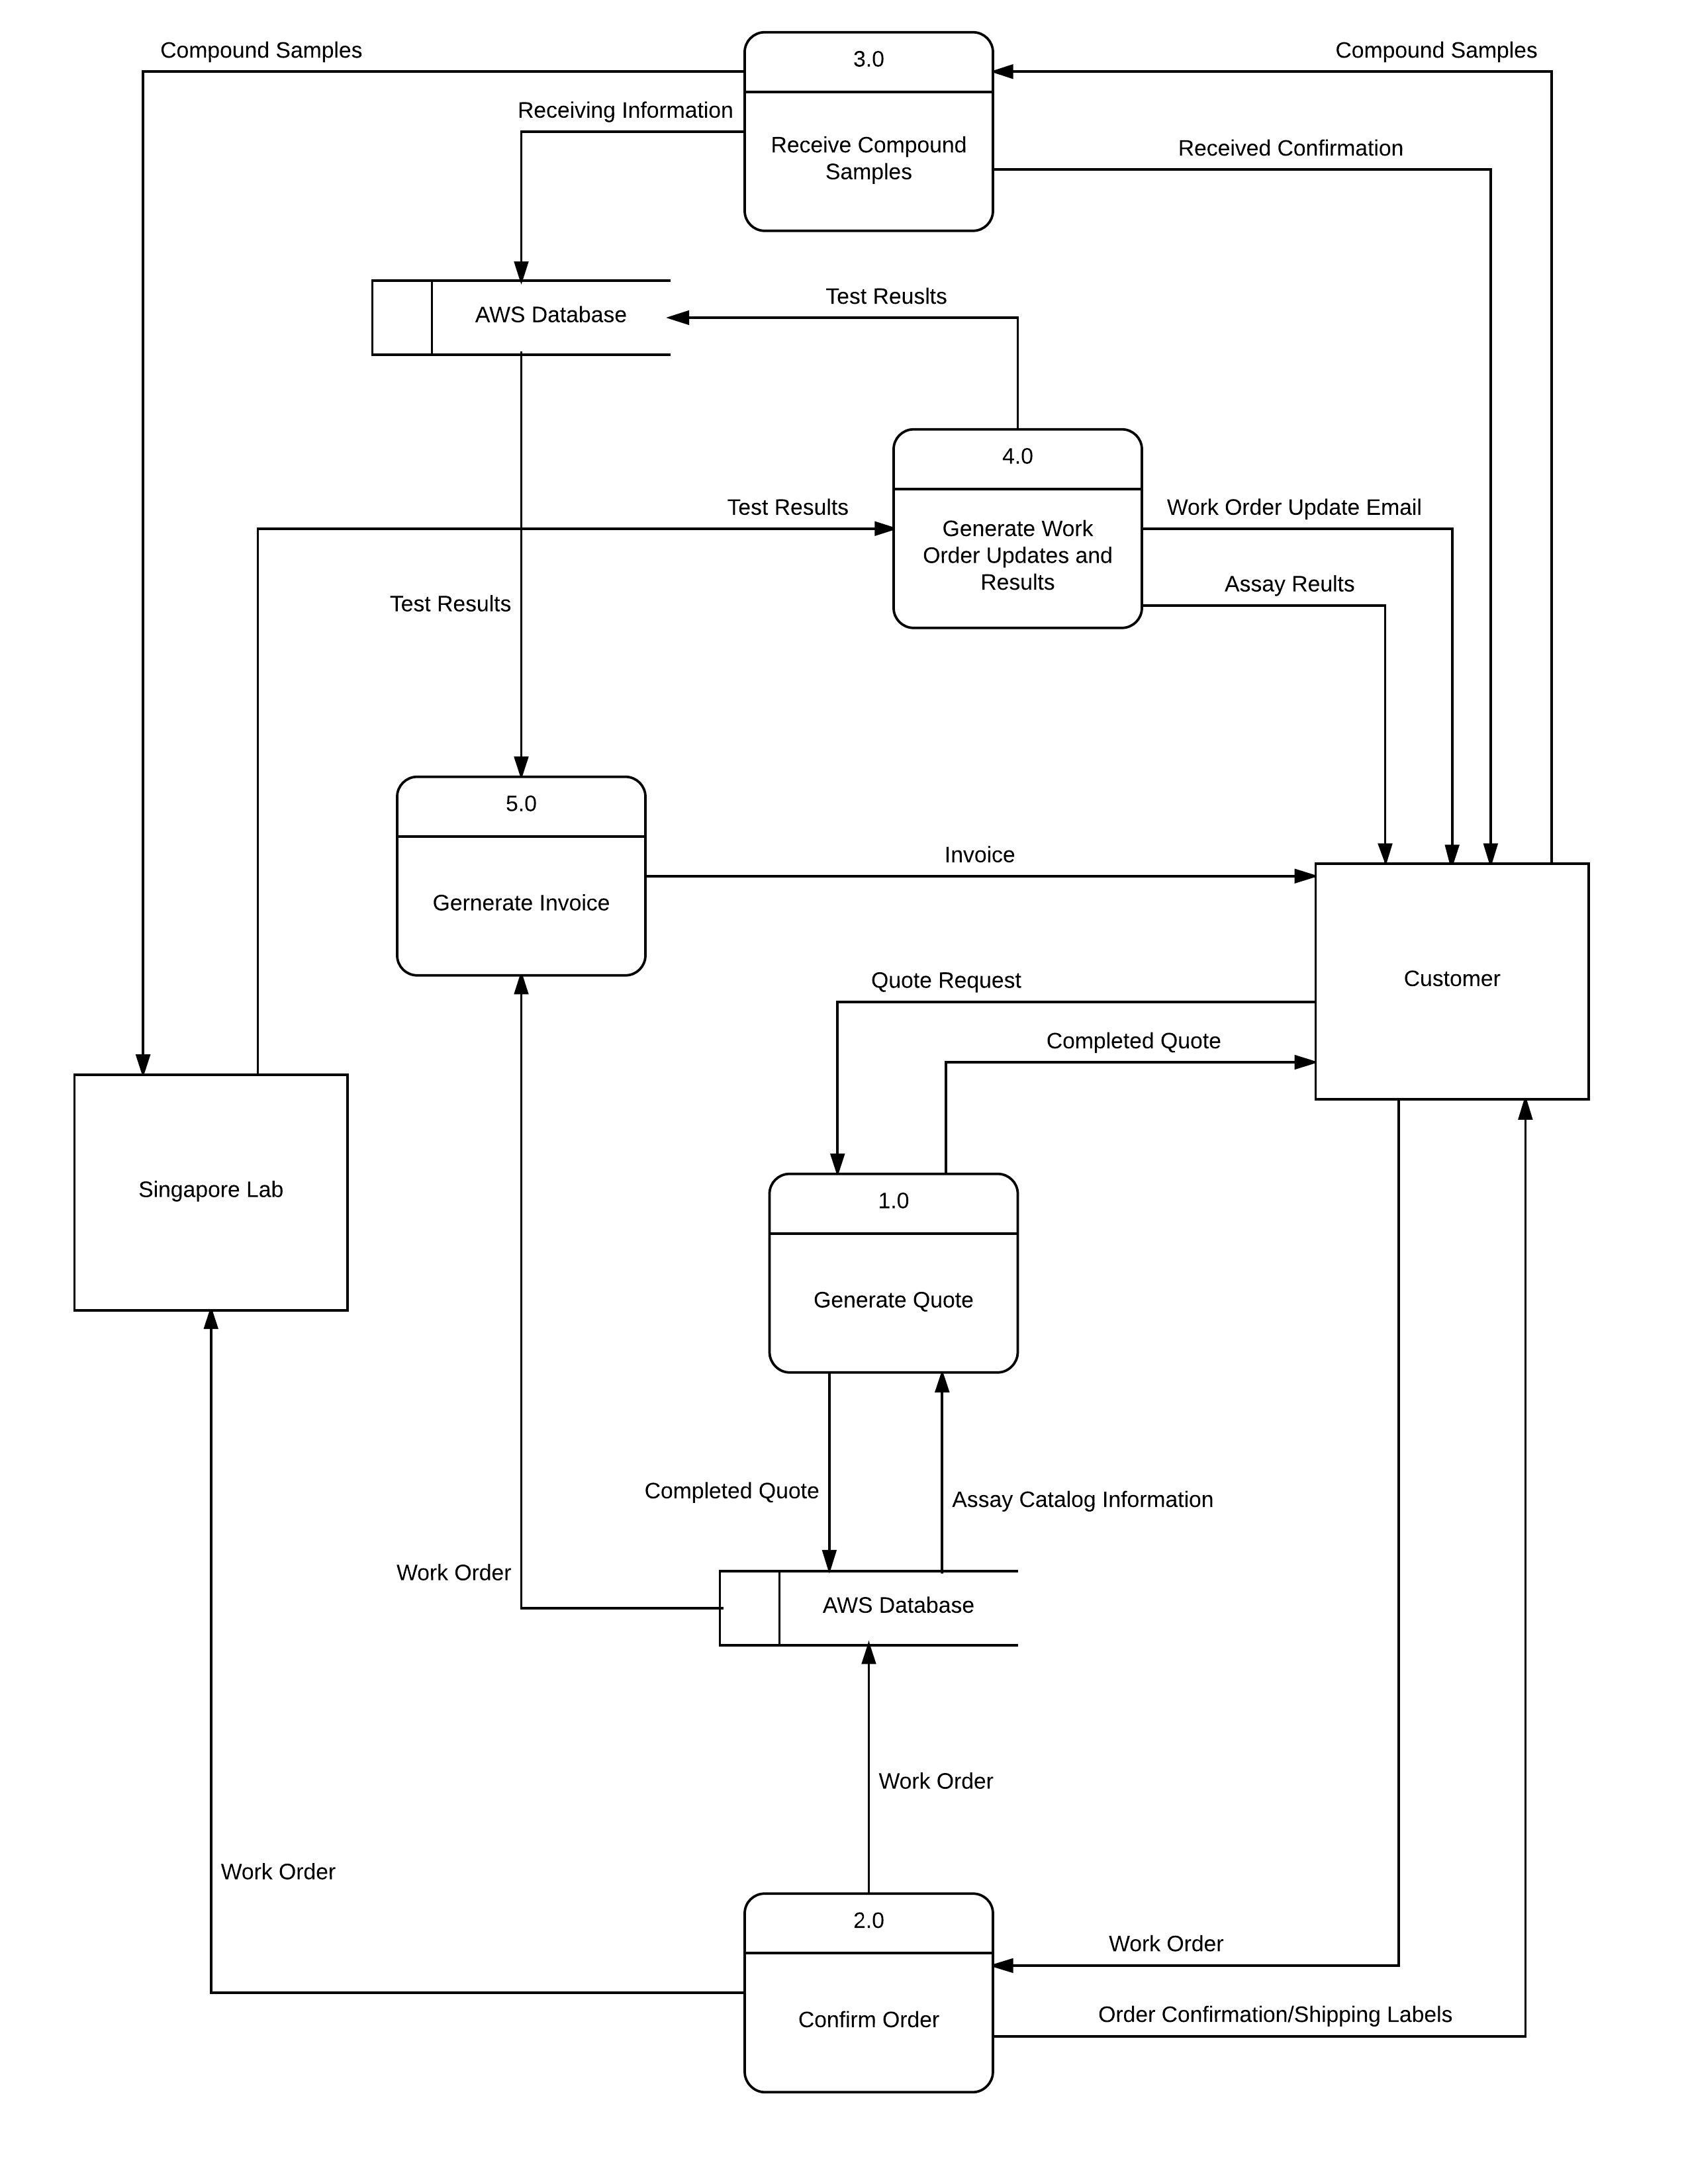 Compound Samples
3.0
Compound Samples
Receiving Information
Receive Compound
Samples
Received Confirmation
AWS Database
Test Reuslts
4.0
Test Results
Work Order Update Email
Generate Work
Order Updates and
Results
Assay Reults
Test Results
5.0
Invoice
Gernerate Invoice
Quote Request
Customer
Completed Quote
Singapore Lab
1.0
Generate Quote
Completed Quote
Assay Catalog Information
Work Order
AWS Database
Work Order
Work Order
2.0
Work Order
Confirm Order
Order Confirmation/Shipping Labels